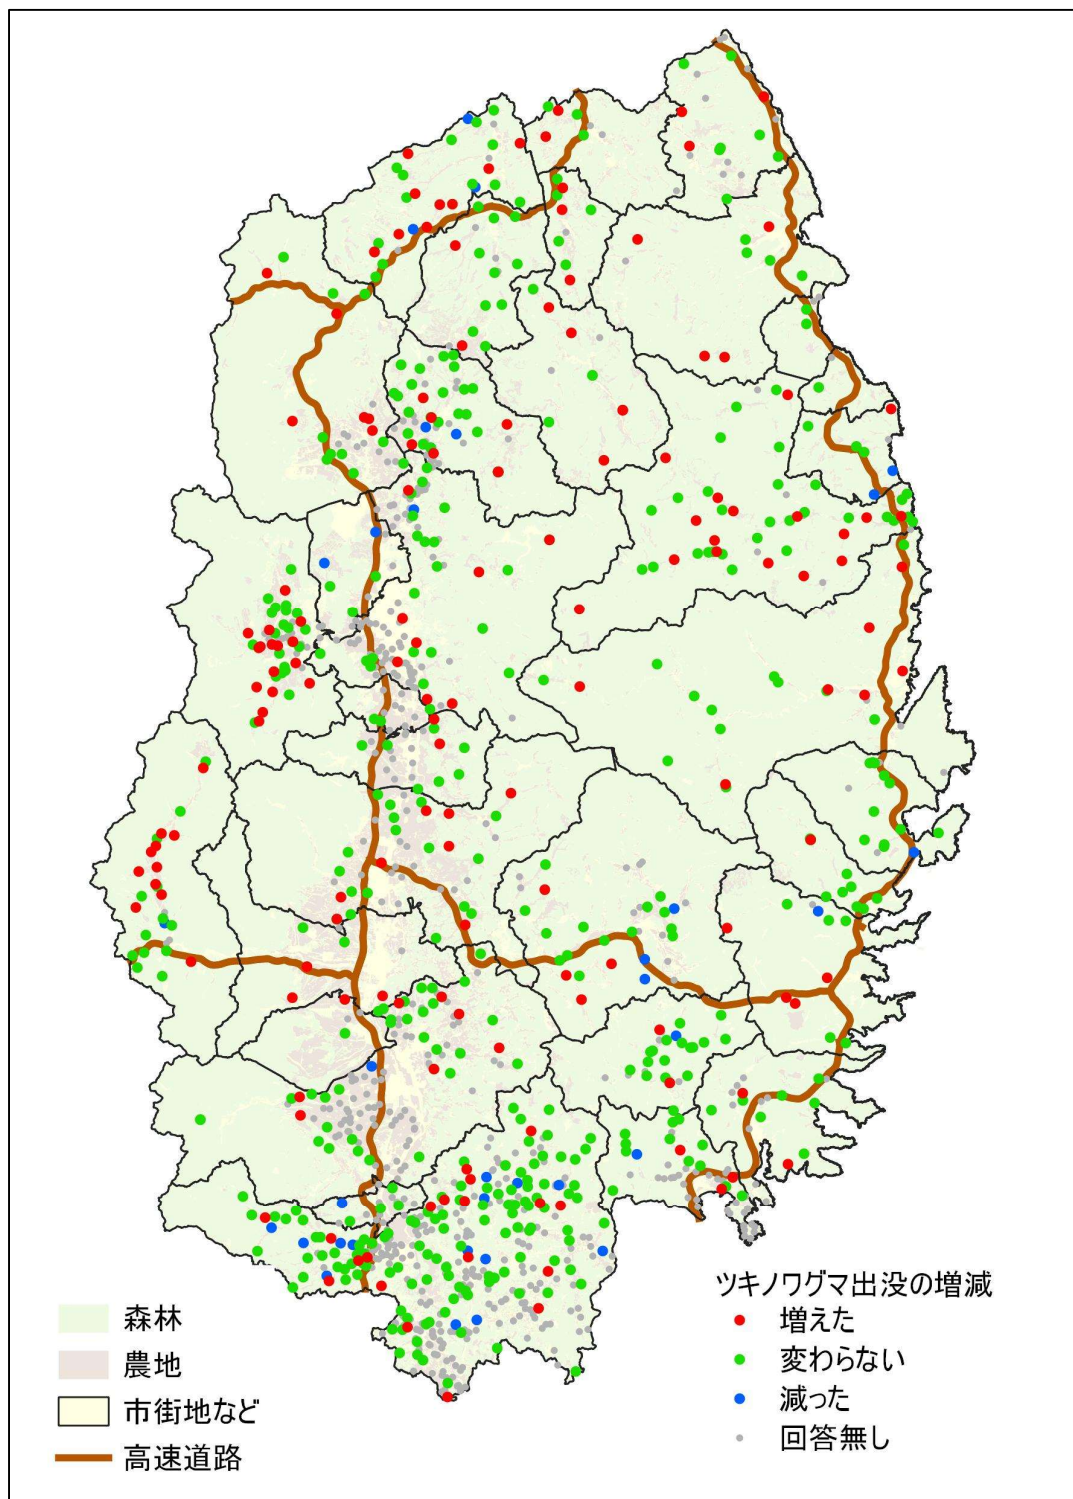 ツキノワグマ出没の増減
増えた
変わらない
減った
回答無し
森林
農地
市街地など
高速道路